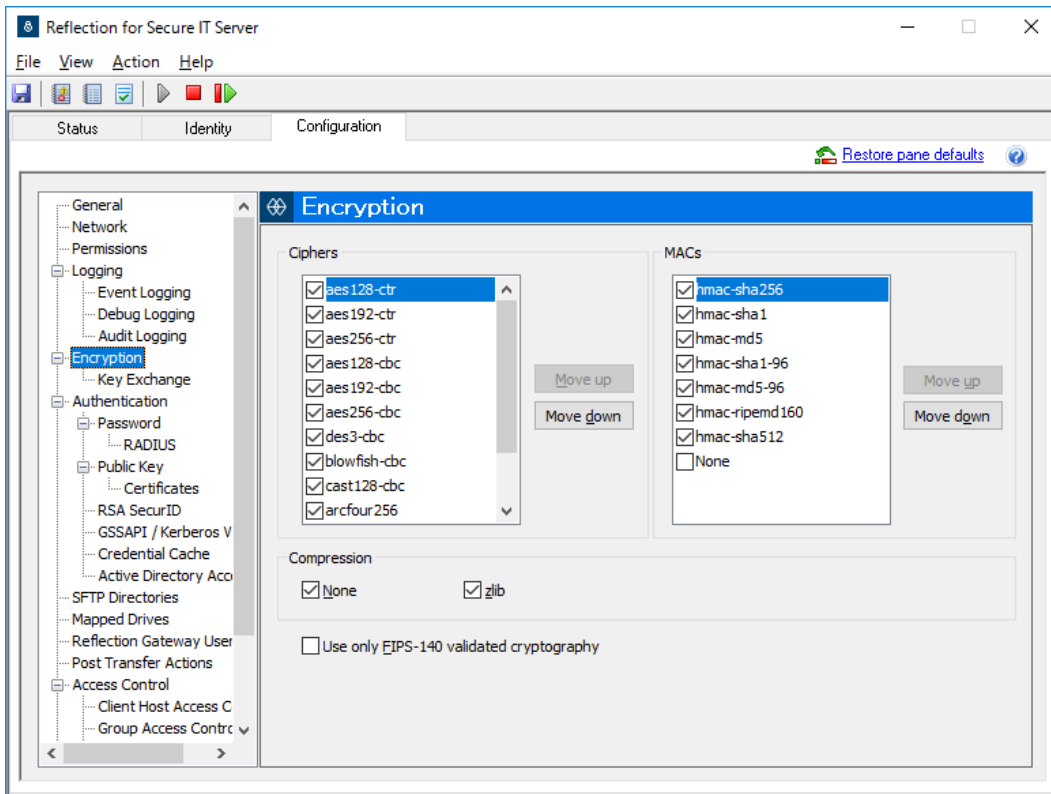 Reflection for Secure IT Server
File View Action Help
Status Identity Configuration
Restore pane defaults
General
Network
Permissions
Logging
Event Logging
Debug Logging
Audit Logging
Encryption
Key Exchange
Authentication
Password
RADIUS
Public Key
Certificates
RSA SecurID
GSSAPI / Kerberos V
Credential Cache
Active Directory Acc
SFTP Directories
Mapped Drives
Reflection Gateway User
Post Transfer Actions
Access Control
Client Host Access C
Group Access Contro
Encryption
Ciphers
aes128-ctr
aes192-ctr
aes256-ctr
aes128-cbc
aes192-cbc
aes256-cbc
des3-cbc
blowfish-cbc
cast128-cbc
arcfour256
Move up
Move down
MACs
hmac-sha256
hmac-sha1
hmac-md5
hmac-sha1-96
hmac-md5-96
hmac-ripemd160
hmac-sha512
None
Move up
Move down
Compression
None
zlib
Use only FIPS-140 validated cryptography